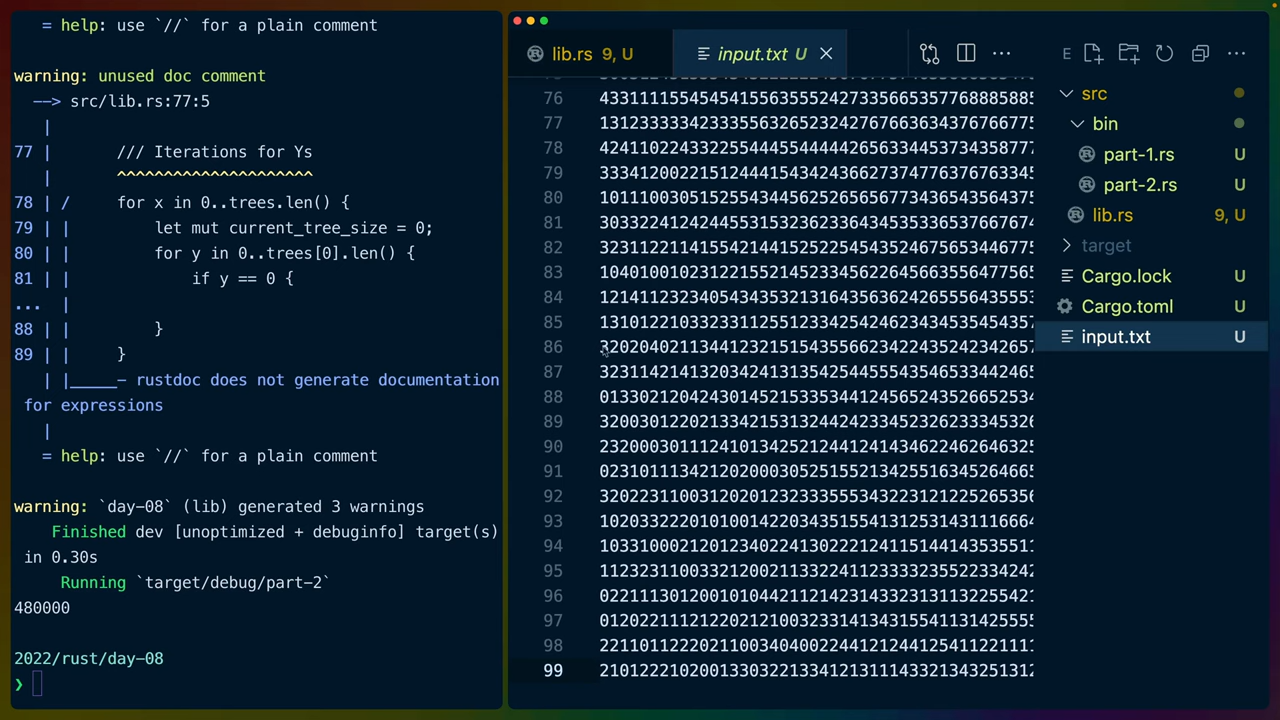 = help: use `//` for a plain comment
warning: unused doc comment
--> src/lib.rs:77:5
|
77 | /// Iterations for Ys
| ^^^^^^^^^^^^^^^^^^^^^
78 | / for x in 0..trees.len() {
79 | | let mut current_tree_size = 0;
80 | | for y in 0..trees[0].len() {
81 | | if y == 0 {
... |
88 | | }
89 | | }
| |_____- rustdoc does not generate documentation
for expressions
|
= help: use `//` for a plain comment
warning: `day-08` (lib) generated 3 warnings
Finished dev [unoptimized + debuginfo] target(s)
in 0.30s
Running `target/debug/part-2`
480000
2022/rust/day-08
❯
lib.rs 9, U
input.txt U
76 4331111554545415563555242733566535776888588
77 1312333334233355632652324276766363437676677
78 4241102243322554445544444265633445373435877
79 3334120022151244415434243662737477637676334
80 1011100305152554344562526565677343654356437
81 3033224124244553153236233643453533653767674
82 3231122141155421441525225454352467565344677
83 1040100102312215521452334562264566355647756
84 1214112323405434353213164356362426555643555
85 1310122103323311255123342542462343453545435
86 3202040211344123215154355662342243524234265
87 3231142141320342413135425445554354653344246
88 0133021204243014521533534412456524352665253
89 3200301220213342153132442423345232623334532
90 2320003011124101342521244124143462246264632
91 0231011134212020003052515521342551634526466
92 3202231100312020123233355534322312122526535
93 1020332220101001422034351554131253143111666
94 1033100021201234022413022212411514414353551
95 1123231100332120021133224112333323552233424
96 0221113012001010442112142314332313113225542
97 0120221112122021210032331413431554113142555
98 2211011222021100340400224412124412541122111
99 2101222102001330322133412131114332134325131
E
src
bin
part-1.rs U
part-2.rs U
lib.rs 9, U
target
Cargo.lock U
Cargo.toml U
input.txt U